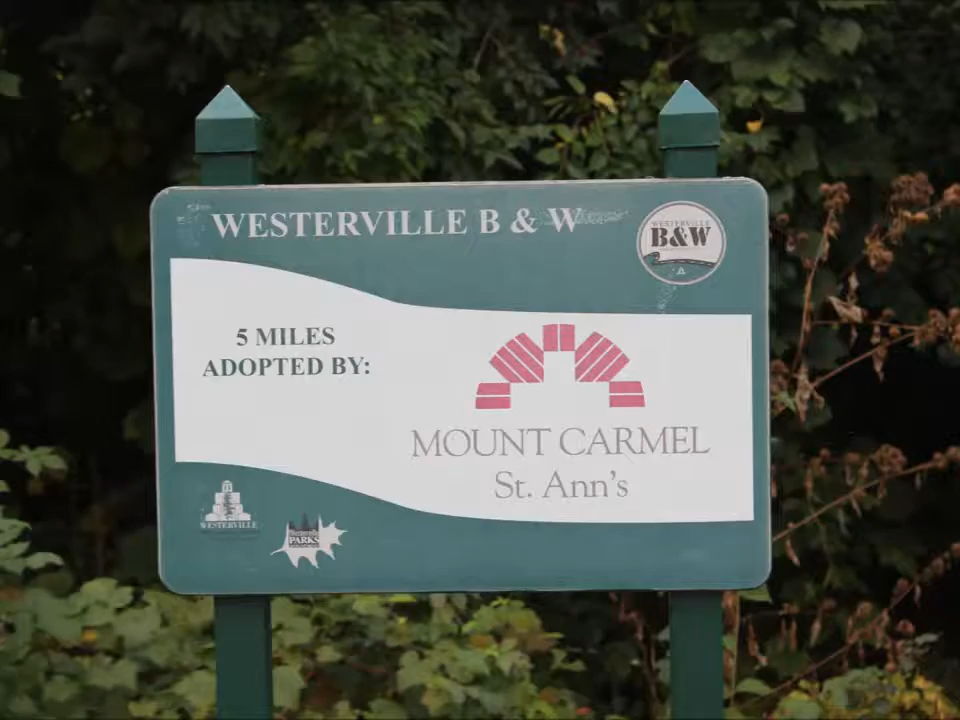 WESTERVILLE B & W
WESTERVILLE
B&W
5 MILES
ADOPTED BY:
MOUNT CARMEL
St. Ann's
WESTERVILLE
PARKS